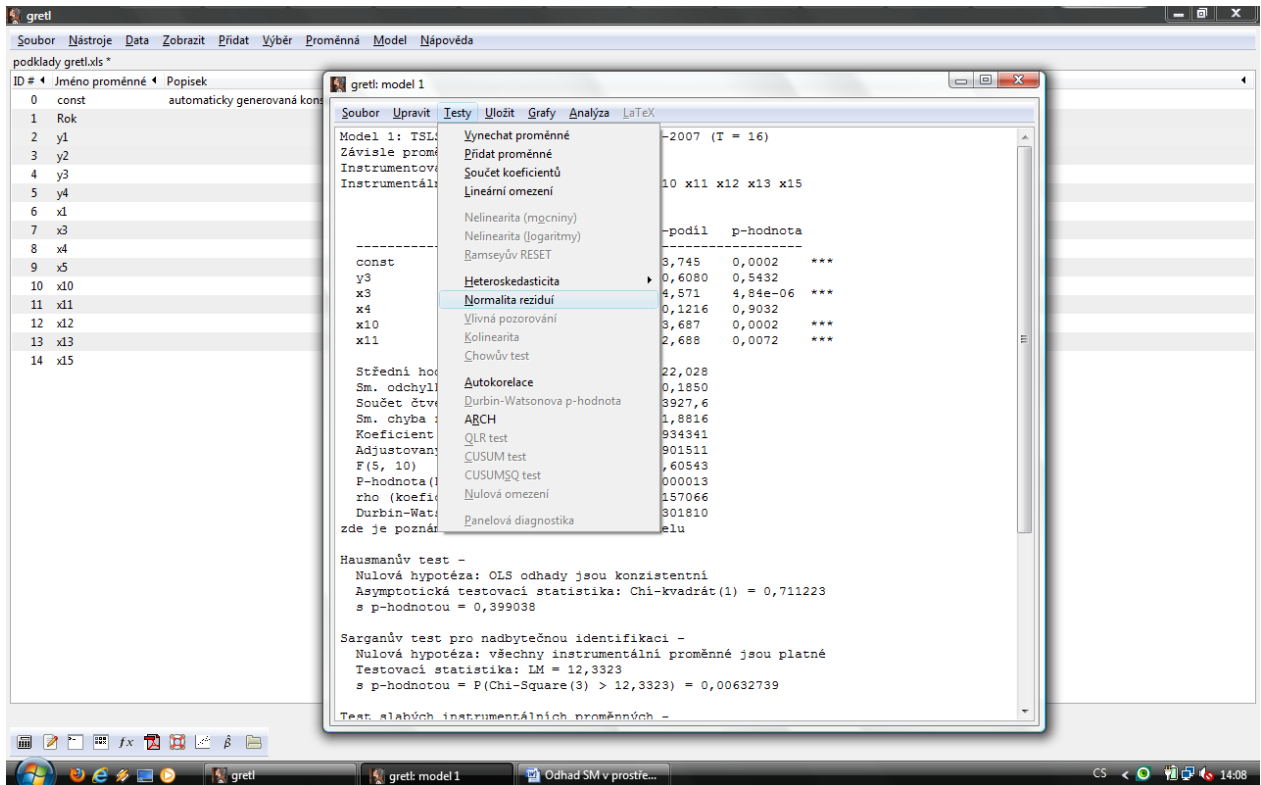 gretl
Soubor Nástroje Data Zobrazit Přidat Výběr Proměnná Model Nápověda
podklady gretl.xls *
ID # Jméno proměnné Popisek
0 const automaticky generovaná kons
1 Rok
2 y1
3 y2
4 y3
5 y4
6 x1
7 x3
8 x4
9 x5
10 x10
11 x11
12 x12
13 x13
14 x15
gretl: model 1
Soubor Upravit Testy Uložit Grafy Analýza LaTeX
Model 1: TSLS -2007 (T = 16)
Závisle promě
Instrumentova
Instrumentáln 10 x11 x12 x13 x15
-podíl p-hodnota
const 3,745 0,0002 ***
y3 0,6080 0,5432
x3 4,571 4,84e-06 ***
x4 0,1216 0,9032
x10 3,687 0,0002 ***
x11 2,688 0,0072 ***
Střední hod 22,028
Sm. odchylk 0,1850
Součet čtve 3927,6
Sm. chyba 1,8816
Koeficient 934341
Adjustovaný 901511
F(5, 10) ,60543
P-hodnota( 000013
rho (koefic 157066
Durbin-Wats 301810
zde je poznám elu
Vynechat proměnné
Přidat proměnné
Součet koeficientů
Lineární omezení
Nelinearita (mocniny)
Nelinearita (logaritmy)
Ramseyův RESET
Heteroskedasticita
Normalita reziduí
Vlivná pozorování
Kolinearita
Chowův test
Autokorelace
Durbin-Watsonova p-hodnota
ARCH
QLR test
CUSUM test
CUSUMSQ test
Nulová omezení
Panelová diagnostika
Hausmanův test -
Nulová hypotéza: OLS odhady jsou konzistentní
Asymptotická testovací statistika: Chí-kvadrát(1) = 0,711223
s p-hodnotou = 0,399038
Sarganův test pro nadbytečnou identifikaci -
Nulová hypotéza: všechny instrumentální proměnné jsou platné
Testovací statistika: LM = 12,3323
s p-hodnotou = P(Chi-Square(3) > 12,3323) = 0,00632739
Test slabých instrumentálních proměnných -
gretl
gretl: model 1
Odhad SM v prostře...
CS
14:08